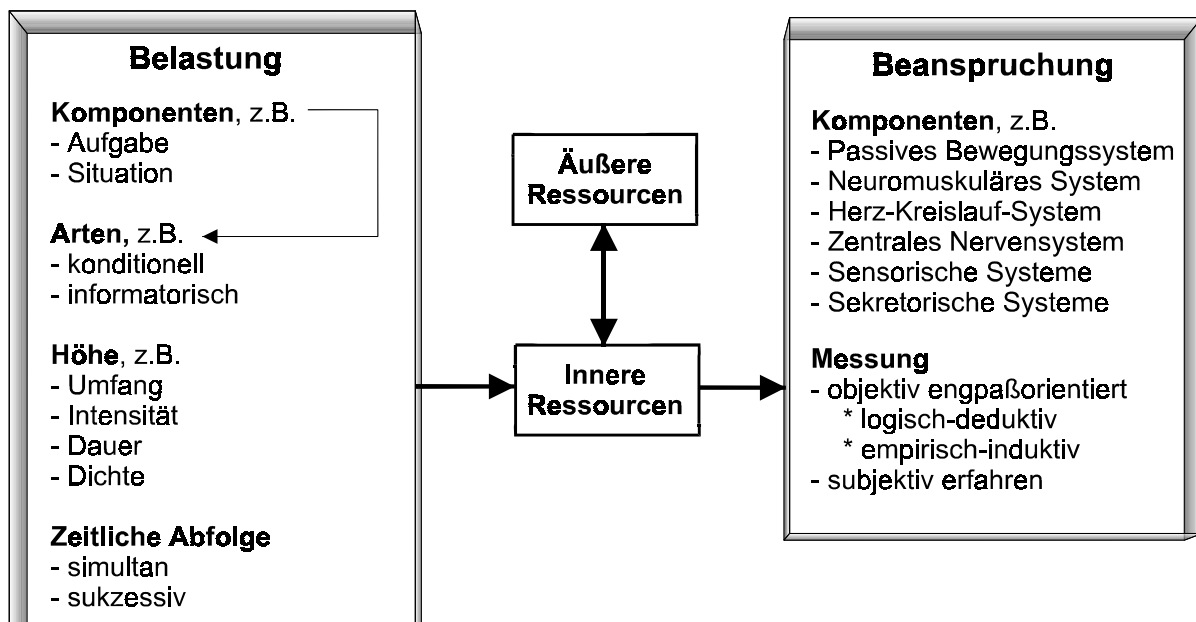 Belastung
Komponenten, z.B.
- Aufgabe
- Situation
Arten, z.B.
- konditionell
- informatorisch
Höhe, z.B.
- Umfang
- Intensität
- Dauer
- Dichte
Zeitliche Abfolge
- simultan
- sukzessiv
Äußere
Ressourcen
Innere
Ressourcen
Beanspruchung
Komponenten, z.B.
- Passives Bewegungssystem
- Neuromuskuläres System
- Herz-Kreislauf-System
- Zentrales Nervensystem
- Sensorische Systeme
- Sekretorische Systeme
Messung
- objektiv engpaßorientiert
* logisch-deduktiv
* empirisch-induktiv
- subjektiv erfahren